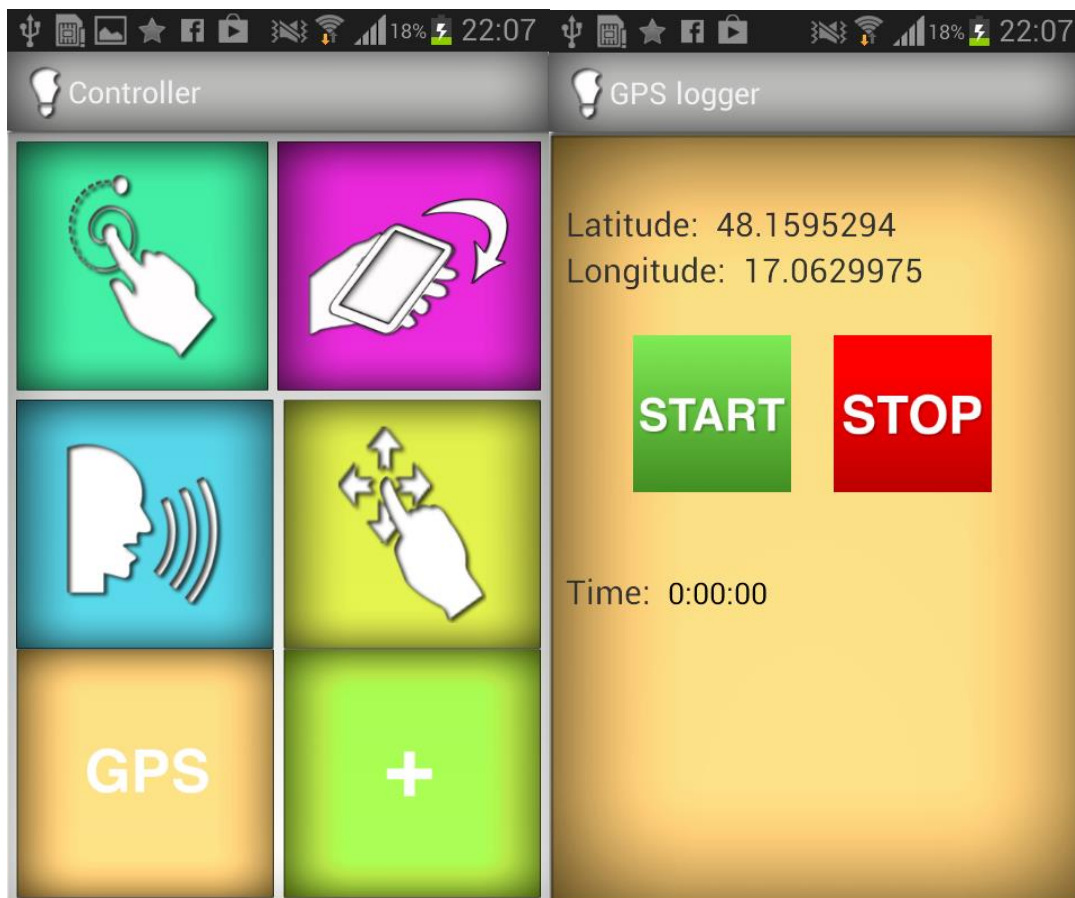 18% 22:07
Controller
GPS
+
18% 22:07
GPS logger
Latitude: 48.1595294
Longitude: 17.0629975
START STOP
Time: 0:00:00